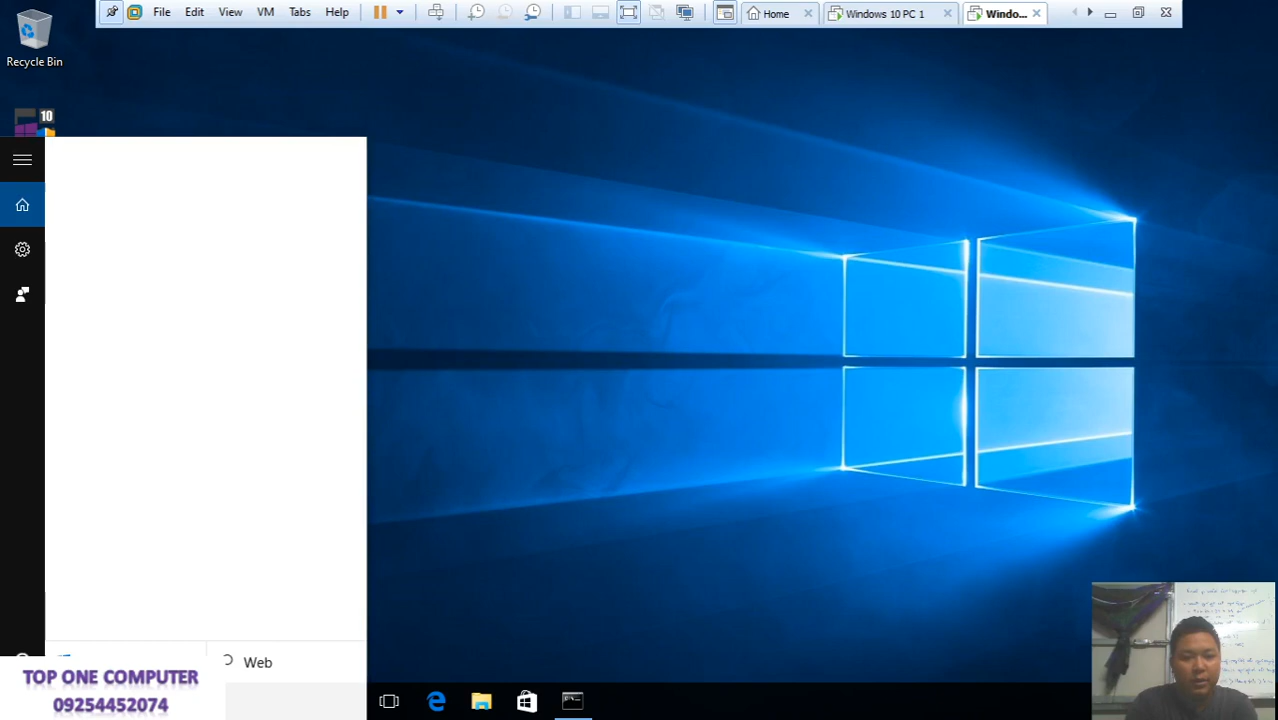 File Edit View VM Tabs Help
Home
Windows 10 PC 1
Windo...
Recycle Bin
10
Web
TOP ONE COMPUTER
09254452074